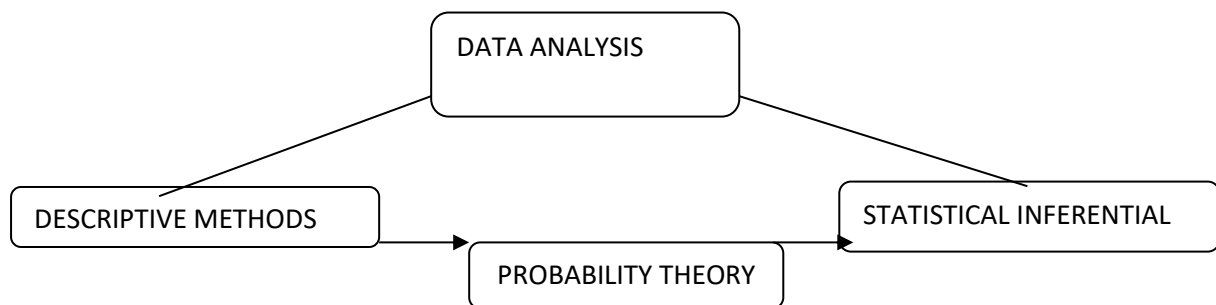 DATA ANALYSIS
DESCRIPTIVE METHODS
STATISTICAL INFERENTIAL
PROBABILITY THEORY